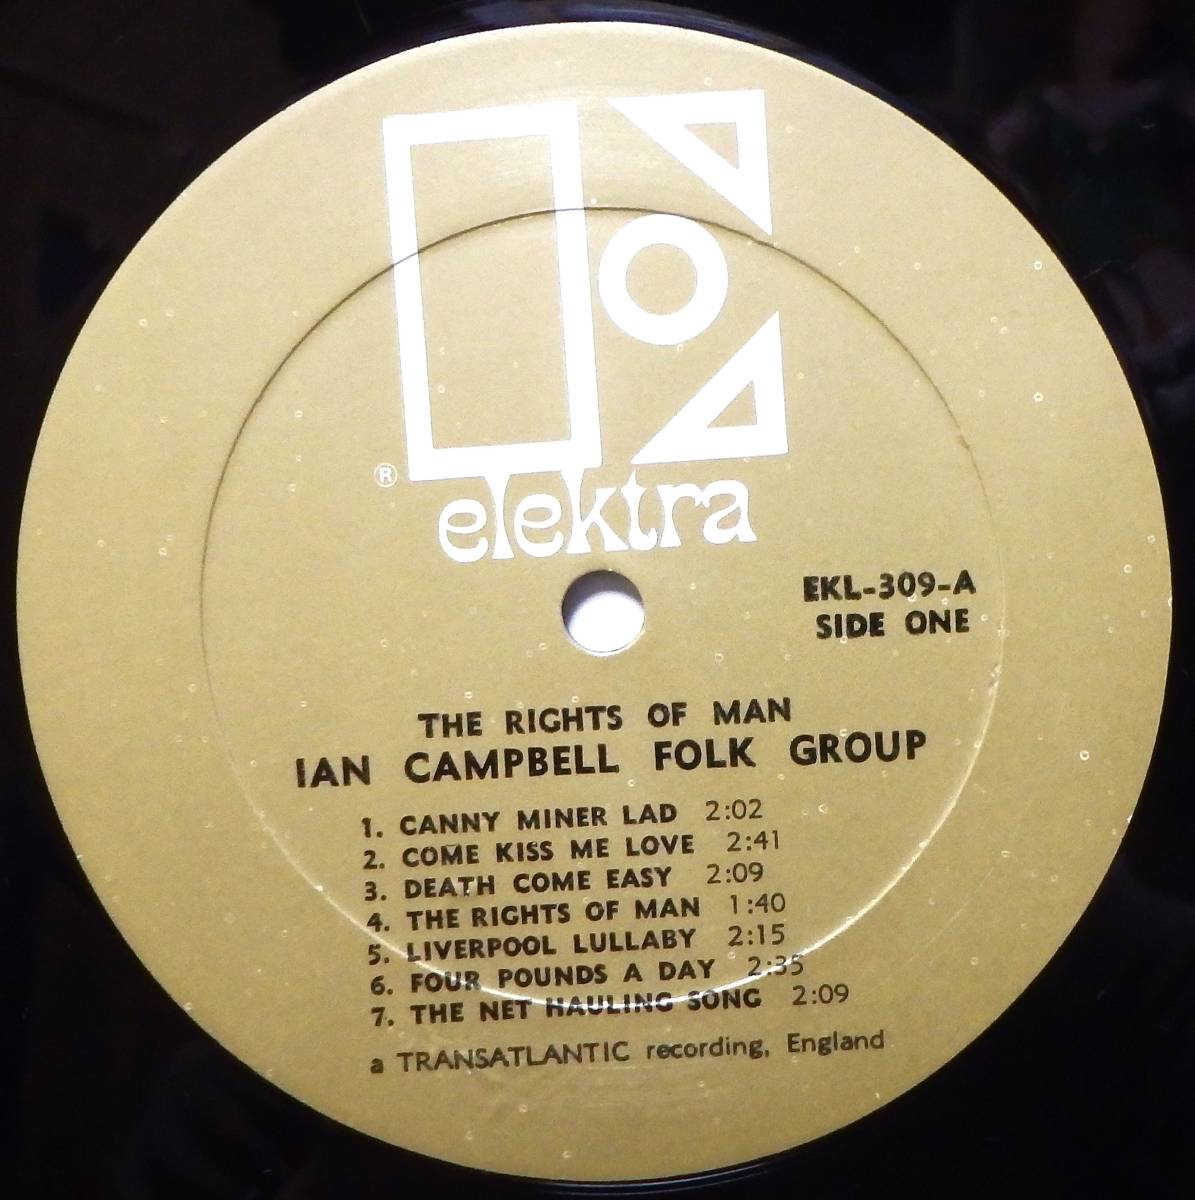 ®
elektra
EKL-309-A
SIDE ONE
THE RIGHTS OF MAN
IAN CAMPBELL FOLK GROUP
1. CANNY MINER LAD 2:02
2. COME KISS ME LOVE 2:41
3. DEATH COME EASY 2:09
4. THE RIGHTS OF MAN 1:40
5. LIVERPOOL LULLABY 2:15
6. FOUR POUNDS A DAY 2:35
7. THE NET HAULING SONG 2:09
a TRANSATLANTIC recording, England